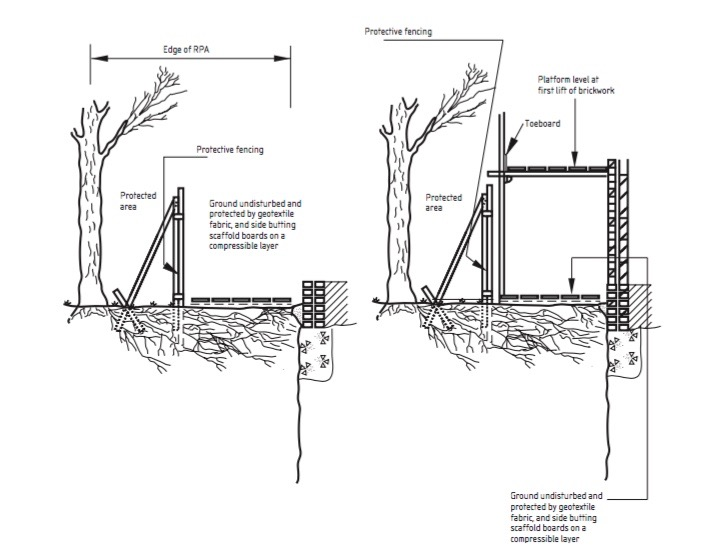 Edge of RPA
Protective fencing
Protected
area
Ground undisturbed and
protected by geotextile
fabric, and side butting
scaffold boards on a
compressible layer
Protective fencing
Platform level at
first lift of brickwork
Toeboard
Protected
area
Ground undisturbed and
protected by geotextile
fabric, and side butting
scaffold boards on a
compressible layer